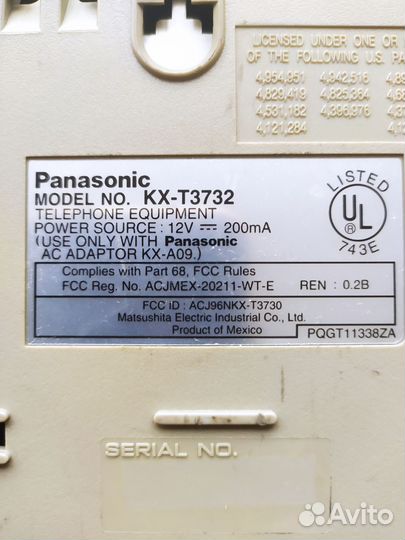 LICENSED UNDER ONE OR
OF THE FOLLOWING U.S. PA
4,954,951 4,942,516
4,829,419 4,825,364
4,531,182 4,396,976
4,121,284
Panasonic
MODEL NO. KX-T3732
TELEPHONE EQUIPMENT
POWER SOURCE : 12V ⎓ 200mA
(USE ONLY WITH Panasonic
AC ADAPTOR KX-A09.)
LISTED
UL
743E
Complies with Part 68, FCC Rules
FCC Reg. No. ACJMEX-20211-WT-E REN : 0.2B
FCC ID : ACJ96NKX-T3730
Matsushita Electric Industrial Co., Ltd.
Product of Mexico
PQGT11338ZA
SERIAL NO.
Avito